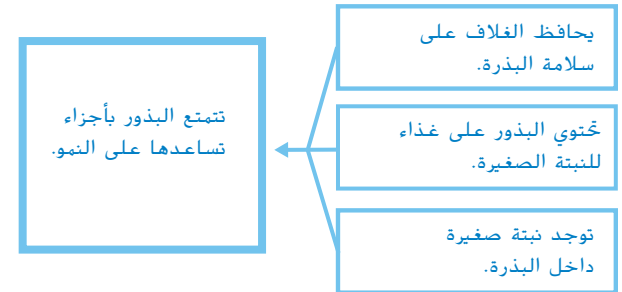 يحافظ الغلاف على
سلامة البذرة.
تحتوي البذور على غذاء
للنبتة الصغيرة.
توجد نبتة صغيرة
داخل البذرة.
تتمتع البذور بأجزاء
تساعدها على النمو.